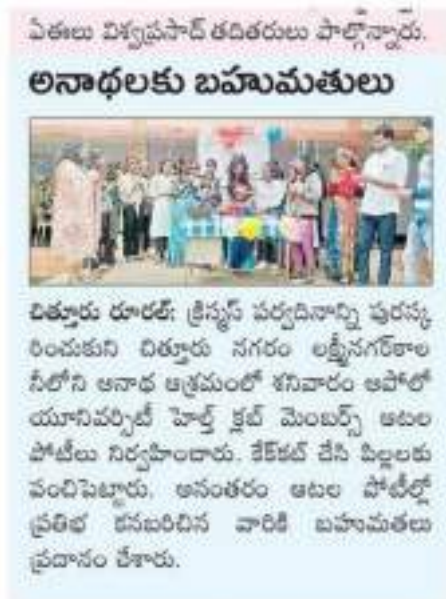 ఏఈలు విశ్వప్రసాద్ తదితరులు పాల్గొన్నారు.
అనాథలకు బహుమతులు
చిత్తూరు రూరల్: క్రిస్మస్ పర్వదినాన్ని పురస్క
రించుకుని చిత్తూరు నగరం లక్ష్మీనగర్‌కాల
నీలోని అనాథ ఆశ్రమంలో శనివారం అపోలో
యూనివర్సిటీ హెల్త్ క్లబ్ మెంబర్స్ ఆటల
పోటీలు నిర్వహించారు. కేక్‌కట్ చేసి పిల్లలకు
పంచిపెట్టారు. అనంతరం ఆటల పోటీల్లో
ప్రతిభ కనబరిచిన వారికి బహుమతులు
ప్రదానం చేశారు.